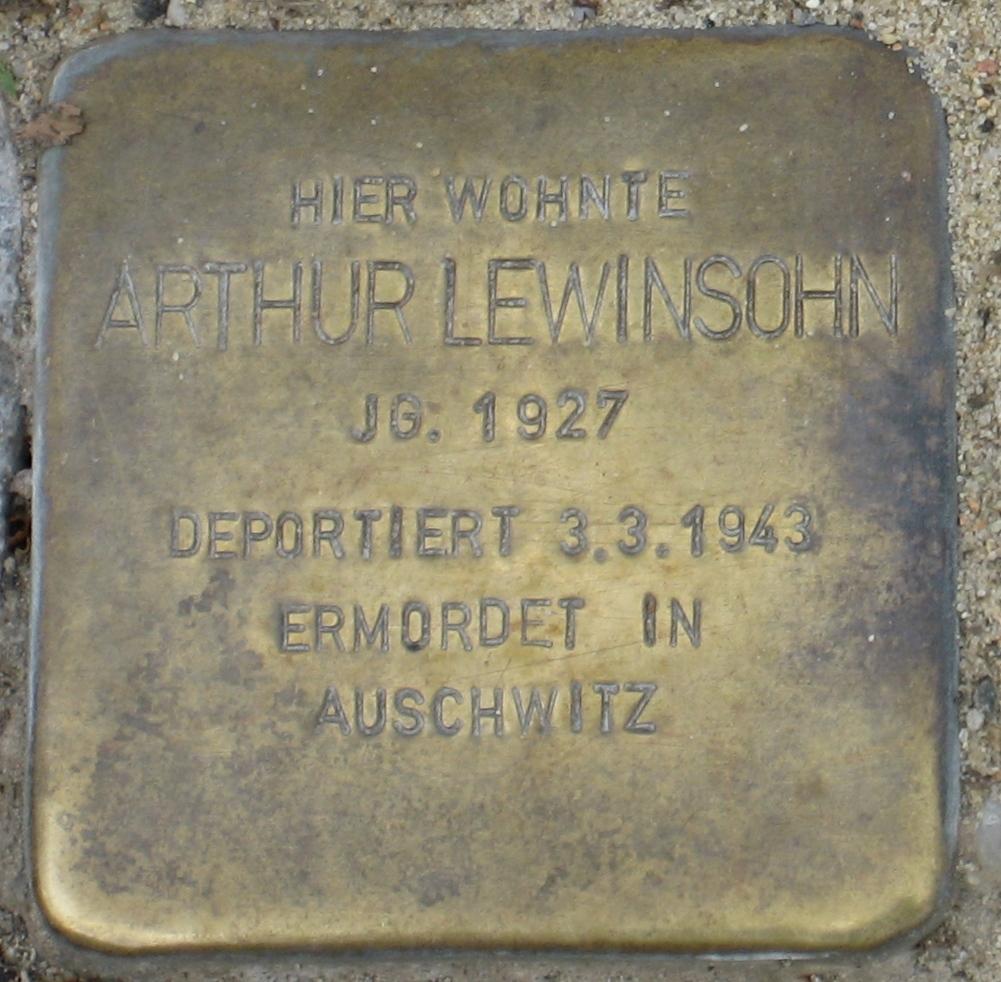 HIER WOHNTE
ARTHUR LEWINSOHN
JG. 1927
DEPORTIERT 3.3.1943
ERMORDET IN
AUSCHWITZ